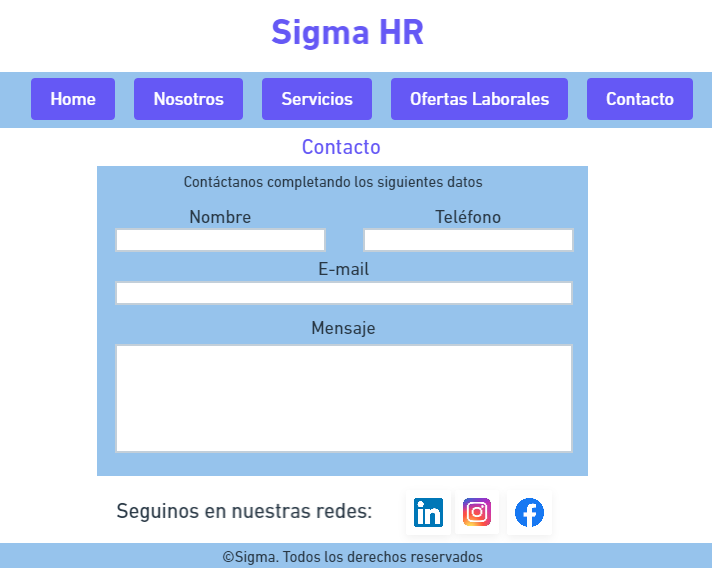 Sigma HR
Home Nosotros Servicios Ofertas Laborales Contacto
Contacto
Contáctanos completando los siguientes datos
Nombre Teléfono
E-mail
Mensaje
Seguinos en nuestras redes:
©Sigma. Todos los derechos reservados